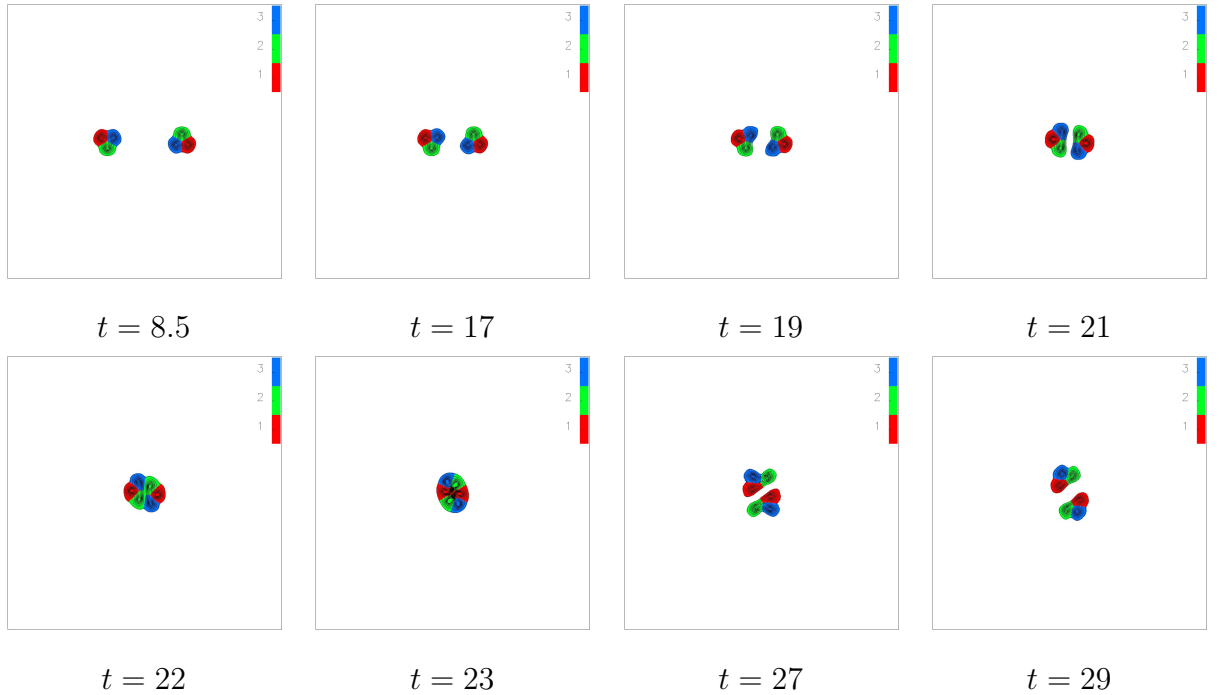 3 3 3 3
2 2 2 2
1 1 1 1
t = 8.5 t = 17 t = 19 t = 21
3 3 3 3
2 2 2 2
1 1 1 1
t = 22 t = 23 t = 27 t = 29